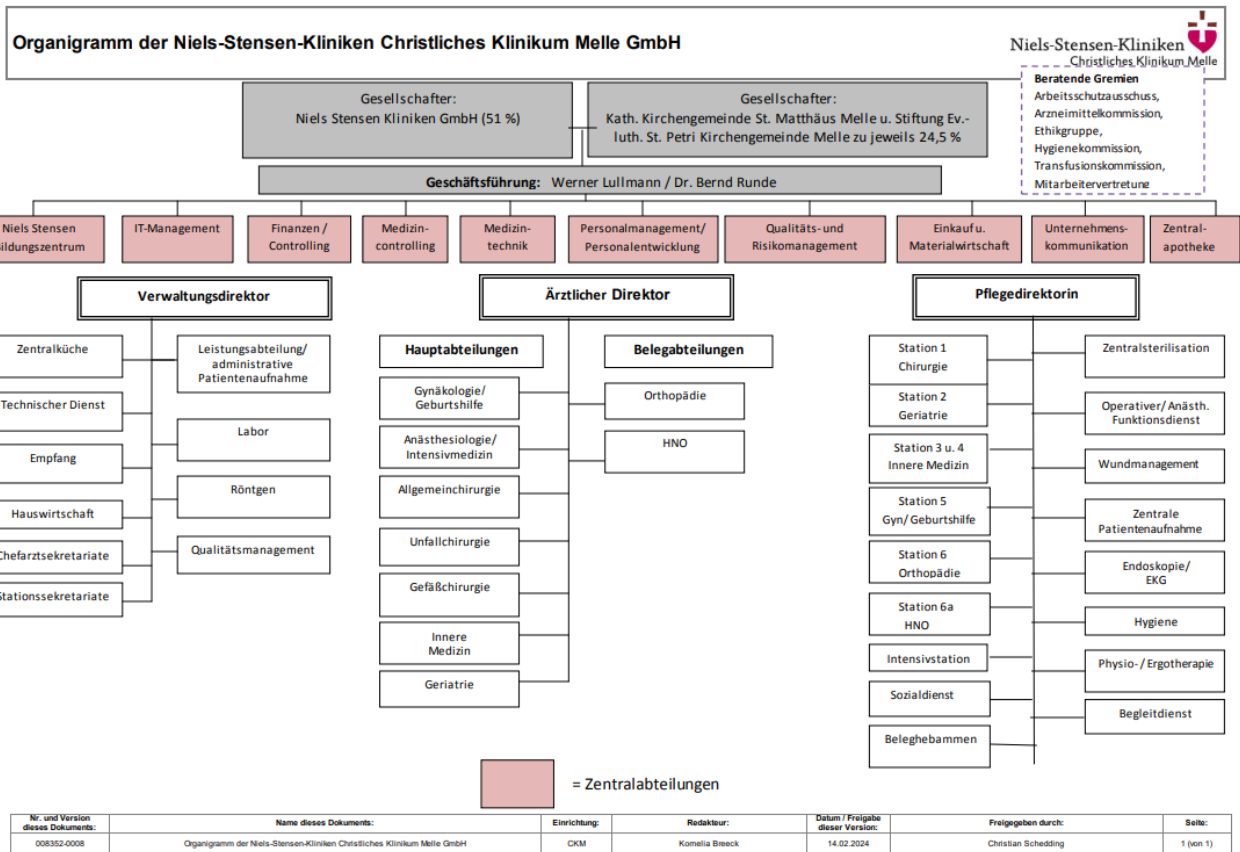 Organigramm der Niels-Stensen-Kliniken Christliches Klinikum Melle GmbH
Niels-Stensen-Kliniken
Christliches Klinikum Melle
Beratende Gremien
Arbeitsschutzausschuss,
Arzneimittelkommission,
Ethikgruppe,
Hygienekommission,
Transfusionskommission,
Mitarbeitervertretung
Gesellschafter:
Niels Stensen Kliniken GmbH (51 %)
Gesellschafter:
Kath. Kirchengemeinde St. Matthäus Melle u. Stiftung Ev.-
luth. St. Petri Kirchengemeinde Melle zu jeweils 24,5 %
Geschäftsführung: Werner Lullmann / Dr. Bernd Runde
Niels Stensen
Bildungszentrum
IT-Management
Finanzen /
Controlling
Medizin-
controlling
Medizin-
technik
Personalmanagement/
Personalentwicklung
Qualitäts- und
Risikomanagement
Einkauf u.
Materialwirtschaft
Unternehmens-
kommunikation
Zentral-
apotheke
Verwaltungsdirektor
Zentralküche
Technischer Dienst
Empfang
Hauswirtschaft
Chefarztsekretariate
Stationssekretariate
Leistungsabteilung/
administrative
Patientenaufnahme
Labor
Röntgen
Qualitätsmanagement
Ärztlicher Direktor
Hauptabteilungen
Gynäkologie/
Geburtshilfe
Anästhesiologie/
Intensivmedizin
Allgemeinchirurgie
Unfallchirurgie
Gefäßchirurgie
Innere
Medizin
Geriatrie
Belegabteilungen
Orthopädie
HNO
Pflegedirektorin
Station 1
Chirurgie
Station 2
Geriatrie
Station 3 u. 4
Innere Medizin
Station 5
Gyn/Geburtshilfe
Station 6
Orthopädie
Station 6a
HNO
Intensivstation
Sozialdienst
Beleghebammen
Zentralsterilisation
Operativer/ Anästh.
Funktionsdienst
Wundmanagement
Zentrale
Patientenaufnahme
Endoskopie/
EKG
Hygiene
Physio-/ Ergotherapie
Begleitdienst
= Zentralabteilungen
Nr. und Version
dieses Dokuments:
Name dieses Dokuments:
Einrichtung:
Redakteur:
Datum / Freigabe
dieser Version:
Freigegeben durch:
Seite:
008352-0008
Organigramm der Niels-Stensen-Kliniken Christliches Klinikum Melle GmbH
CKM
Kornelia Breeck
14.02.2024
Christian Schedding
1 (von 1)